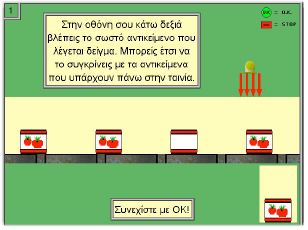 1
OK = O.K.
= STOP
Στην οθόνη σου κάτω δεξιά
βλέπεις το σωστό αντικείμενο που
λέγεται δείγμα. Μπορείς έτσι να
το συγκρίνεις με τα αντικείμενα
που υπάρχουν πάνω στην ταινία.
Συνεχίστε με OK!